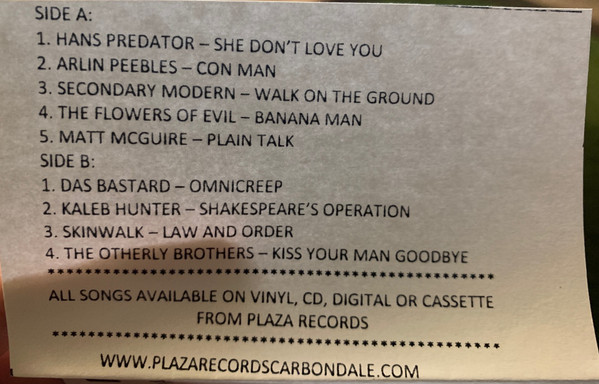 SIDE A:
1. HANS PREDATOR – SHE DON'T LOVE YOU
2. ARLIN PEEBLES – CON MAN
3. SECONDARY MODERN – WALK ON THE GROUND
4. THE FLOWERS OF EVIL – BANANA MAN
5. MATT MCGUIRE – PLAIN TALK
SIDE B:
1. DAS BASTARD – OMNICREEP
2. KALEB HUNTER – SHAKESPEARE'S OPERATION
3. SKINWALK – LAW AND ORDER
4. THE OTHERLY BROTHERS – KISS YOUR MAN GOODBYE
**************************************************
ALL SONGS AVAILABLE ON VINYL, CD, DIGITAL OR CASSETTE
FROM PLAZA RECORDS
**************************************************
WWW.PLAZARECORDSCARBONDALE.COM